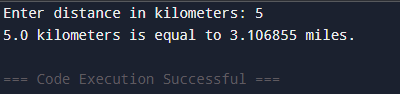 Enter distance in kilometers: 5
5.0 kilometers is equal to 3.106855 miles.
=== Code Execution Successful ===